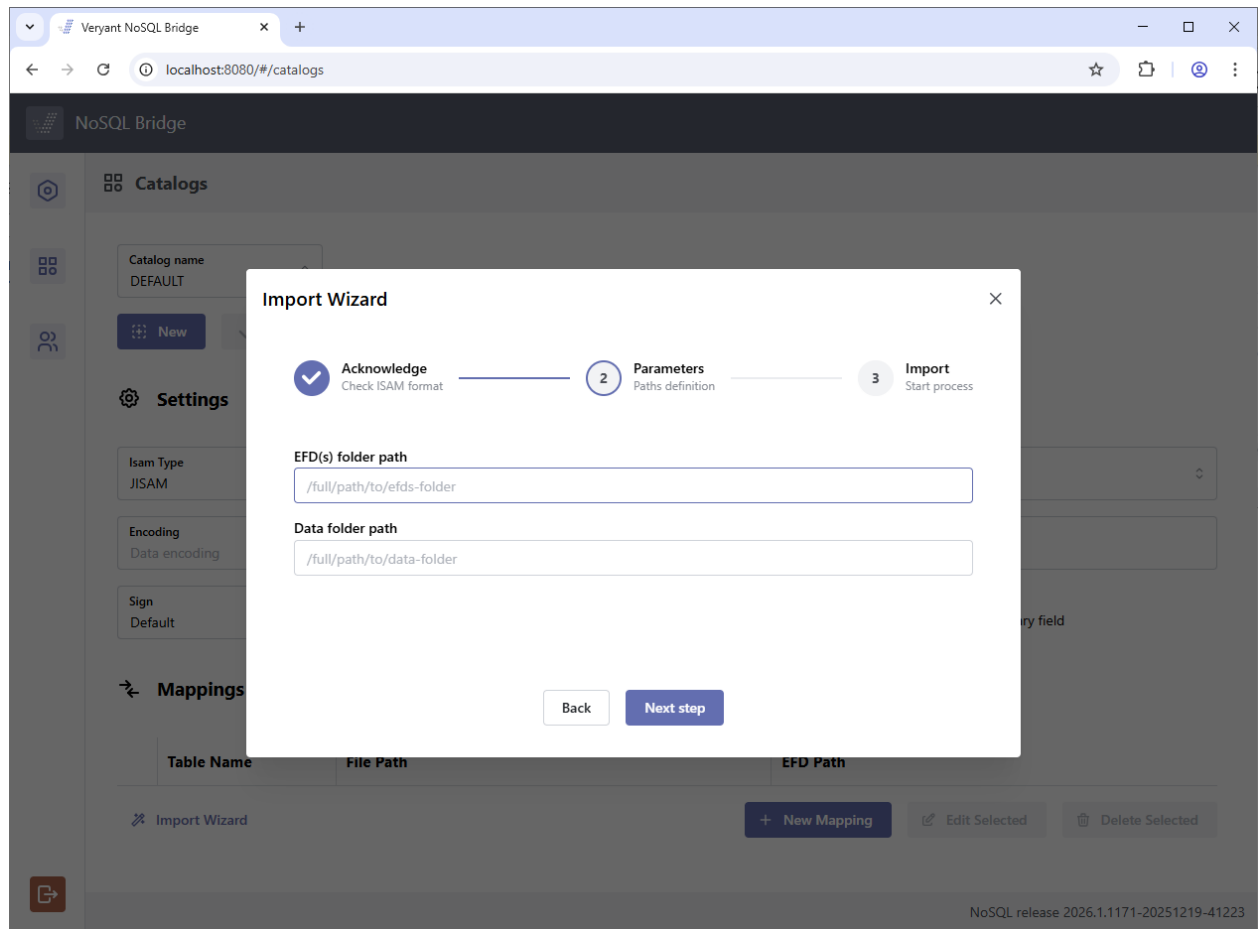 Veryant NoSQL Bridge
localhost:8080/#/catalogs
NoSQL Bridge
Catalogs
Catalog name
DEFAULT
New
Import Wizard
Acknowledge
Check ISAM format
2
Parameters
Paths definition
3
Import
Start process
Settings
EFD(s) folder path
/full/path/to/efds-folder
Isam Type
JISAM
Data folder path
/full/path/to/data-folder
Encoding
Data encoding
Sign
Default
ry field
Mappings
Back
Next step
Table Name
File Path
EFD Path
Import Wizard
+ New Mapping
Edit Selected
Delete Selected
NoSQL release 2026.1.1171-20251219-41223